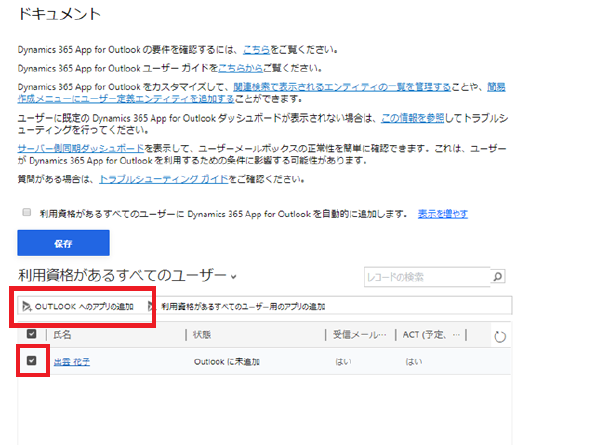 ドキュメント
Dynamics 365 App for Outlook の要件を確認するには、こちらをご覧ください。
Dynamics 365 App for Outlook ユーザー ガイドをこちらからご覧ください。
Dynamics 365 App for Outlook をカスタマイズして、関連検索で表示されるエンティティの一覧を管理することや、簡易
作成メニューにユーザー定義エンティティを追加することができます。
ユーザーに既定の Dynamics 365 App for Outlook ダッシュボードが表示されない場合は、この情報を参照してトラブルシ
ューティングを行ってください。
サーバー側同期ダッシュボードを表示して、ユーザーメールボックスの正常性を簡単に確認できます。これは、ユーザー
が Dynamics 365 App for Outlook を利用するための条件に影響する可能性があります。
質問がある場合は、トラブルシューティング ガイドをご確認ください。
利用資格があるすべてのユーザーに Dynamics 365 App for Outlook を自動的に追加します。 表示を増やす
保存
利用資格があるすべてのユーザー
レコードの検索
OUTLOOK へのアプリの追加 利用資格があるすべてのユーザー用のアプリの追加
氏名 状態 受信メール… ACT (予定、…
出雲 花子 Outlook に未追加 はい はい